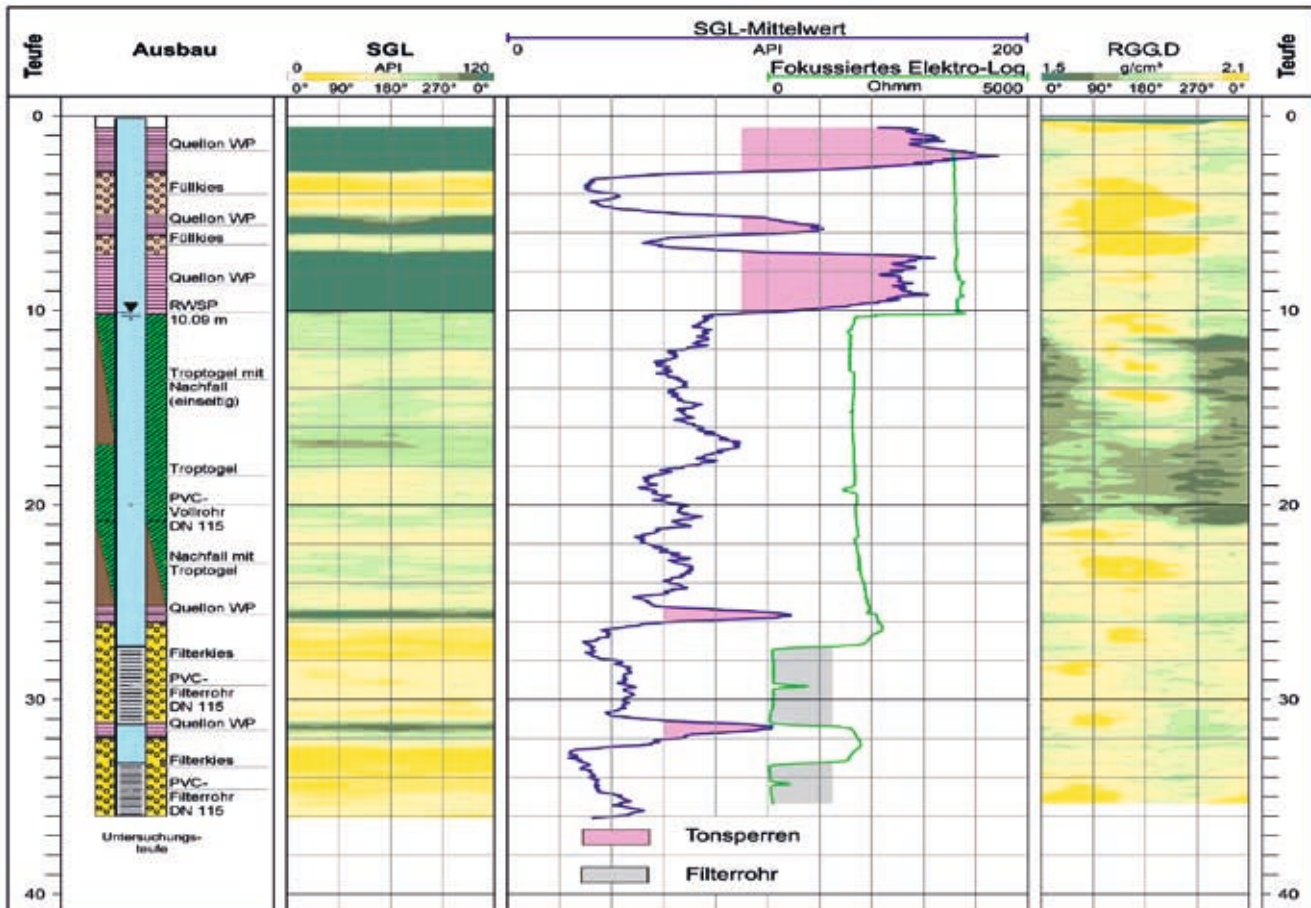 SGL-Mittelwert
Teufe
Ausbau
SGL
0 API 200
RGG.D
Teufe
0 API 120
Fokussiertes Elektro-Log
1.5 g/cm³ 2.1
0° 90° 180° 270° 0°
0 Ohmm 5000
0° 90° 180° 270° 0°
0
0
Quellon WP
Füllkies
Quellon WP
Füllkies
Quellon WP
RWSP
10
10.09 m
10
Troptogel mit
Nachfall
(einseitig)
Troptogel
PVC-
20
Vollrohr
20
DN 115
Nachfall mit
Troptogel
Quellon WP
Filterkies
PVC-
Filterrohr
30
DN 115
30
Quellon WP
Filterkies
PVC-
Filterrohr
DN 115
Untersuchungs-
teufe
Tonsperren
Filterrohr
40
40